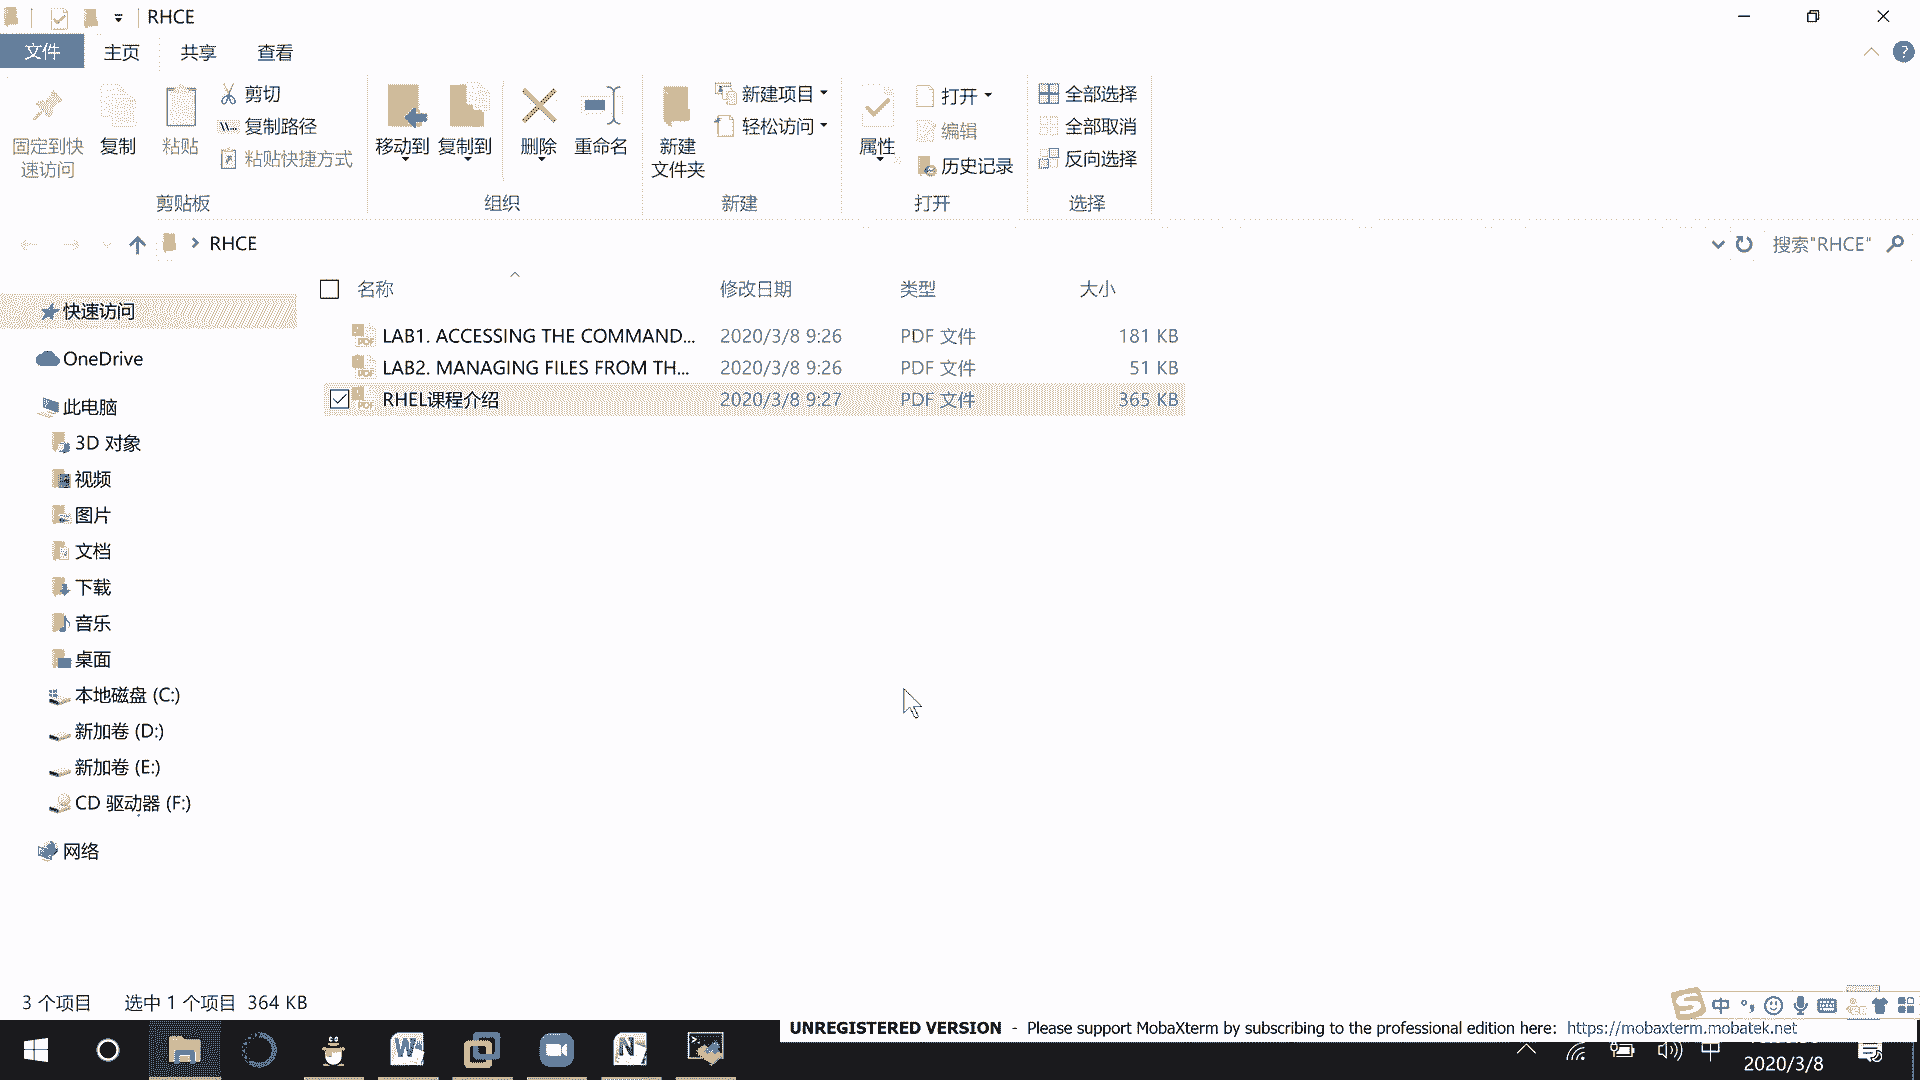 RHCE
文件 主页 共享 查看
固定到快
速访问
复制
粘贴
剪切
复制路径
粘贴快捷方式
移动到
复制到
删除
重命名
新建
文件夹
新建项目
轻松访问
属性
打开
编辑
历史记录
全部选择
全部取消
反向选择
剪贴板 组织 新建 打开 选择
RHCE
搜索"RHCE"
名称 修改日期 类型 大小
LAB1. ACCESSING THE COMMAND... 2020/3/8 9:26 PDF 文件 181 KB
LAB2. MANAGING FILES FROM TH... 2020/3/8 9:26 PDF 文件 51 KB
RHEL课程介绍 2020/3/8 9:27 PDF 文件 365 KB
快速访问
OneDrive
此电脑
3D 对象
视频
图片
文档
下载
音乐
桌面
本地磁盘 (C:)
新加卷 (D:)
新加卷 (E:)
CD 驱动器 (F:)
网络
3 个项目 选中 1 个项目 364 KB
中
UNREGISTERED VERSION - Please support MobaXterm by subscribing to the professional edition here: https://mobaxterm.mobatek.net
中
2020/3/8